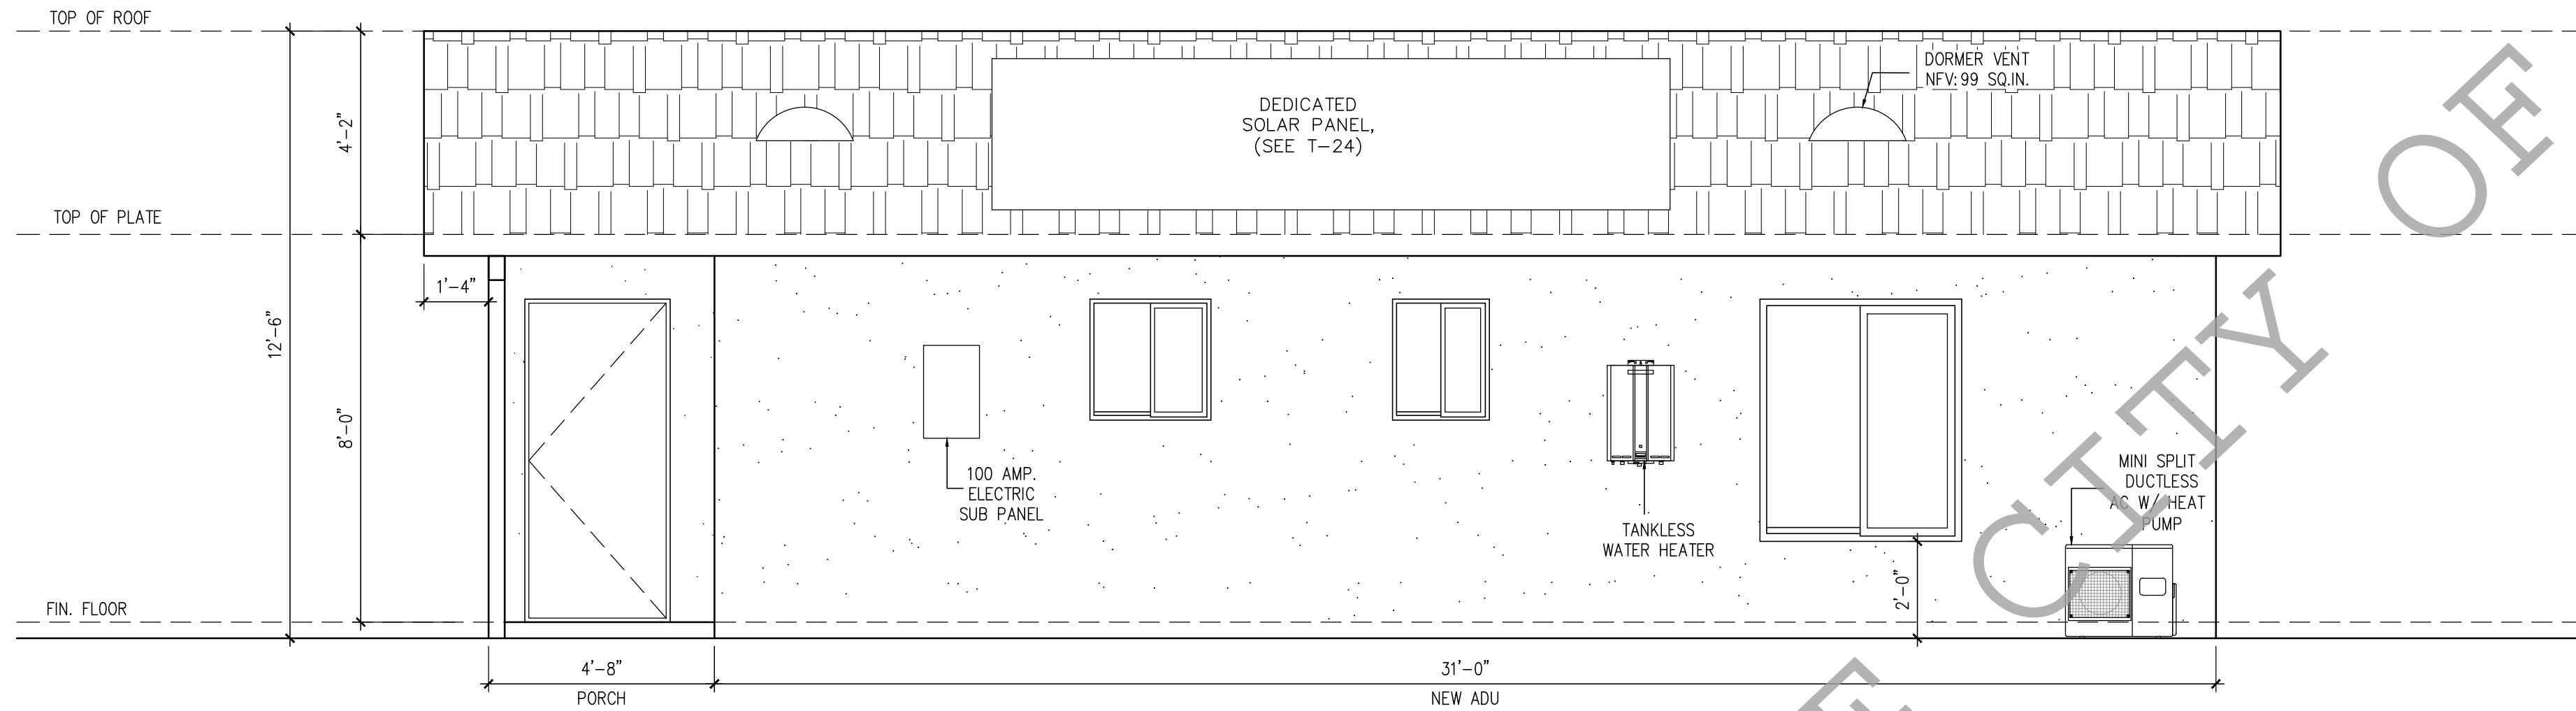 TOP OF ROOF
DORMER VENT
NFV: 99 SQ.IN.
DEDICATED
SOLAR PANEL,
(SEE T-24)
4'-2"
TOP OF PLATE
1'-4"
12'-6"
8'-0"
100 AMP.
ELECTRIC
SUB PANEL
TANKLESS
WATER HEATER
MINI SPLIT
DUCTLESS
AC W/ HEAT
PUMP
2'-0"
FIN. FLOOR
4'-8"
PORCH
31'-0"
NEW ADU
CITY OF